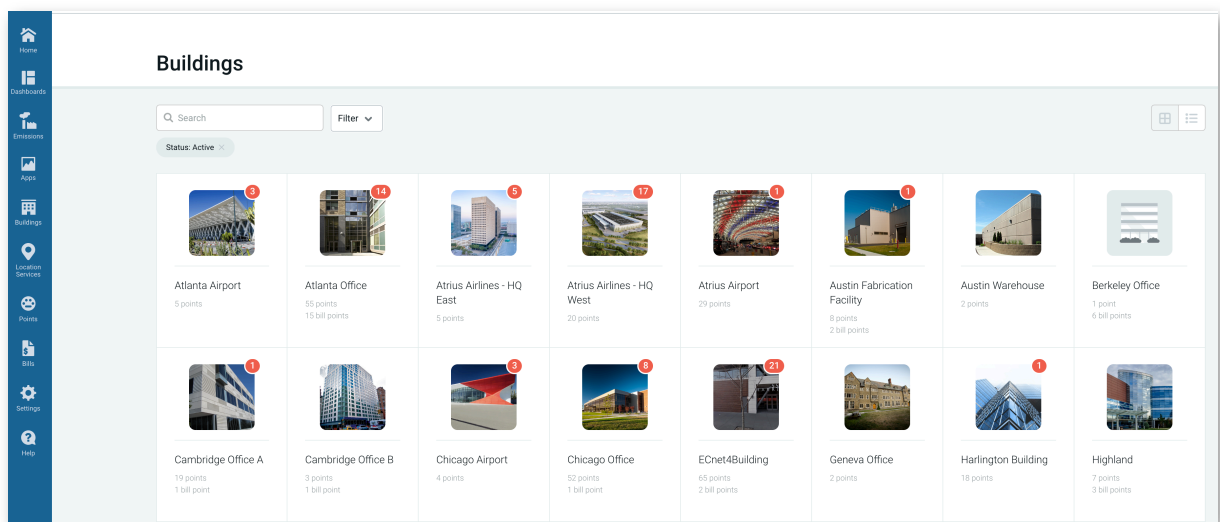 Home
Dashboards
Emissions
Apps
Buildings
Location
Services
Points
Bills
Settings
Help
Buildings
Search
Filter
Status: Active
3
14
5
17
1
1
Atlanta Airport
5 points
Atlanta Office
55 points
15 bill points
Atrius Airlines - HQ
East
5 points
Atrius Airlines - HQ
West
20 points
Atrius Airport
29 points
Austin Fabrication
Facility
8 points
2 bill points
Austin Warehouse
2 points
Berkeley Office
1 point
6 bill points
1
3
8
21
1
Cambridge Office A
19 points
1 bill point
Cambridge Office B
3 points
1 bill point
Chicago Airport
4 points
Chicago Office
52 points
1 bill point
ECnet4Building
65 points
2 bill points
Geneva Office
2 points
Harlington Building
18 points
Highland
7 points
3 bill points